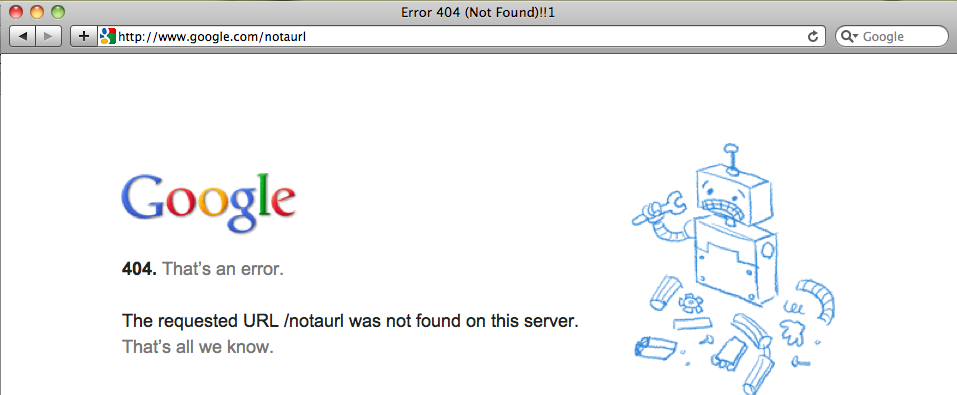 Error 404 (Not Found)!!1
http://www.google.com/notaurl
Google
Google
404. That's an error.
The requested URL /notaurl was not found on this server.
That's all we know.